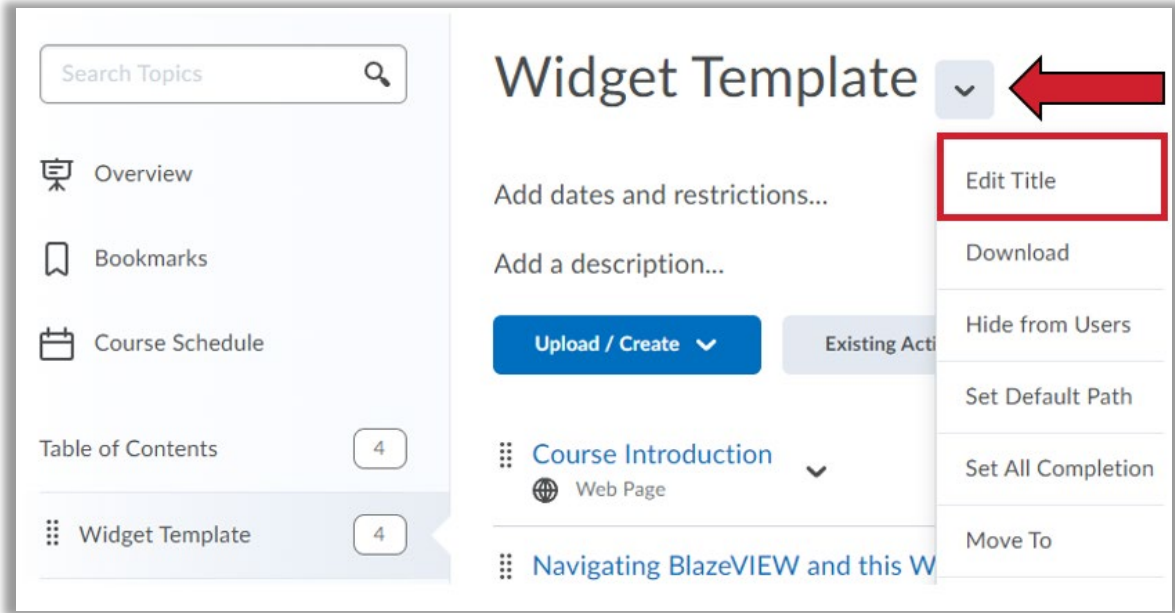 Search Topics
Overview
Bookmarks
Course Schedule
Table of Contents
4
Widget Template
4
Widget Template
Add dates and restrictions...
Add a description...
Upload / Create
Existing Acti
Course Introduction
Web Page
Navigating BlazeVIEW and this W
Edit Title
Download
Hide from Users
Set Default Path
Set All Completion
Move To